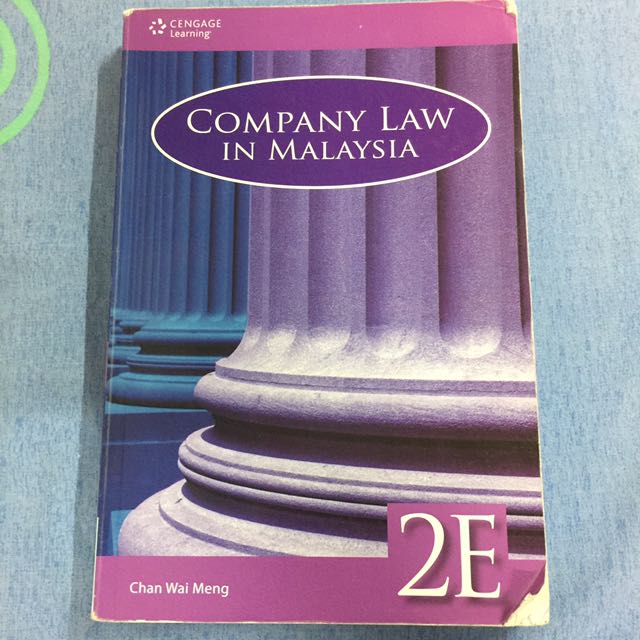 CENGAGE
Learning
COMPANY LAW
IN MALAYSIA
2E
Chan Wai Meng